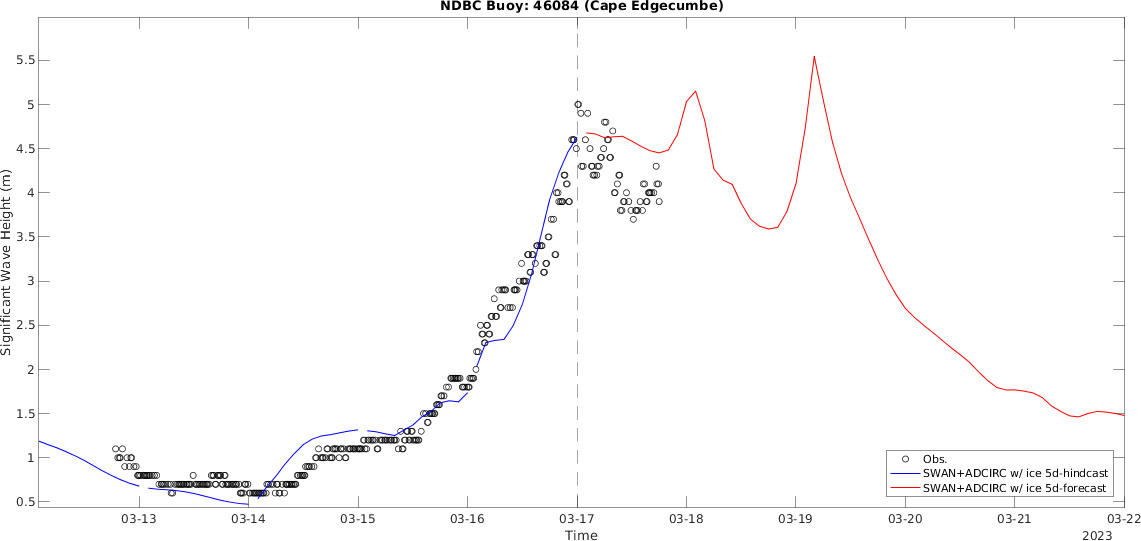 NDBC Buoy: 46084 (Cape Edgecumbe)
Significant Wave Height (m)
5.5
5
4.5
4
3.5
3
2.5
2
1.5
1
0.5
Obs.
SWAN+ADCIRC w/ ice 5d-hindcast
SWAN+ADCIRC w/ ice 5d-forecast
03-13 03-14 03-15 03-16 03-17 03-18 03-19 03-20 03-21 03-22
Time
2023